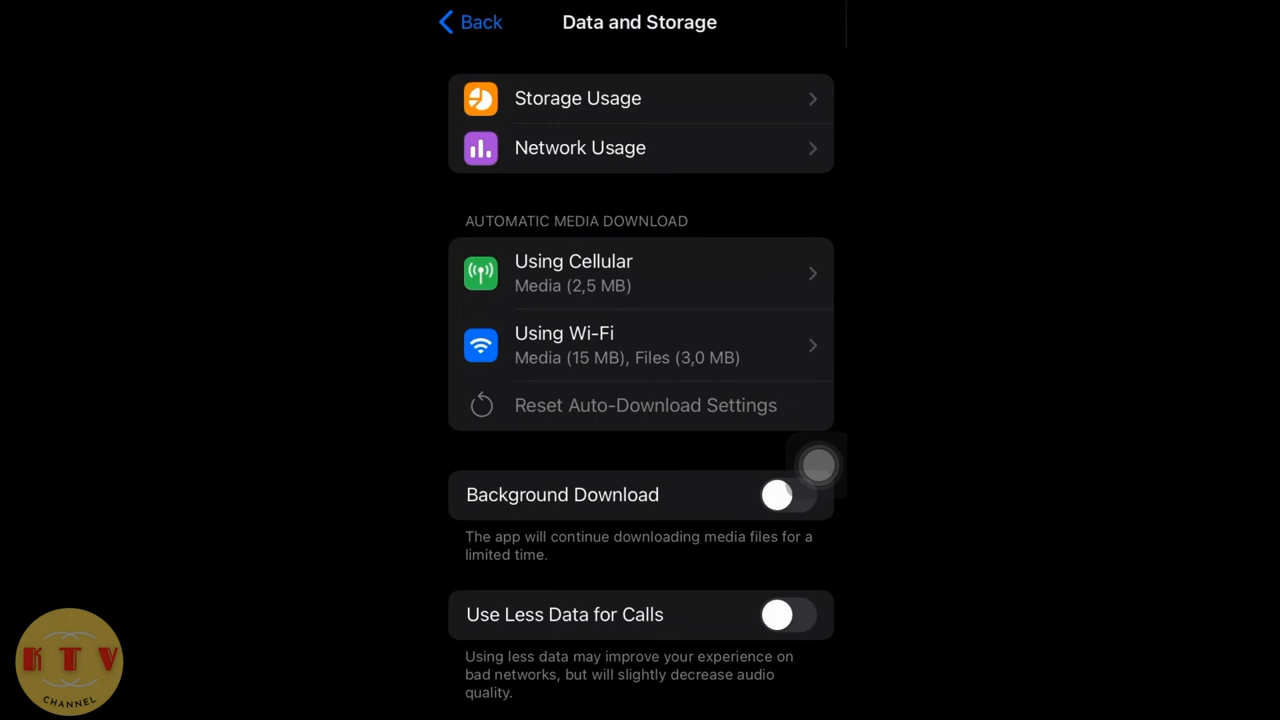 Back
Data and Storage
Storage Usage
Network Usage
AUTOMATIC MEDIA DOWNLOAD
Using Cellular
Media (2,5 MB)
Using Wi-Fi
Media (15 MB), Files (3,0 MB)
Reset Auto-Download Settings
Background Download
The app will continue downloading media files for a
limited time.
Use Less Data for Calls
Using less data may improve your experience on
bad networks, but will slightly decrease audio
quality.
KTV
CHANNEL